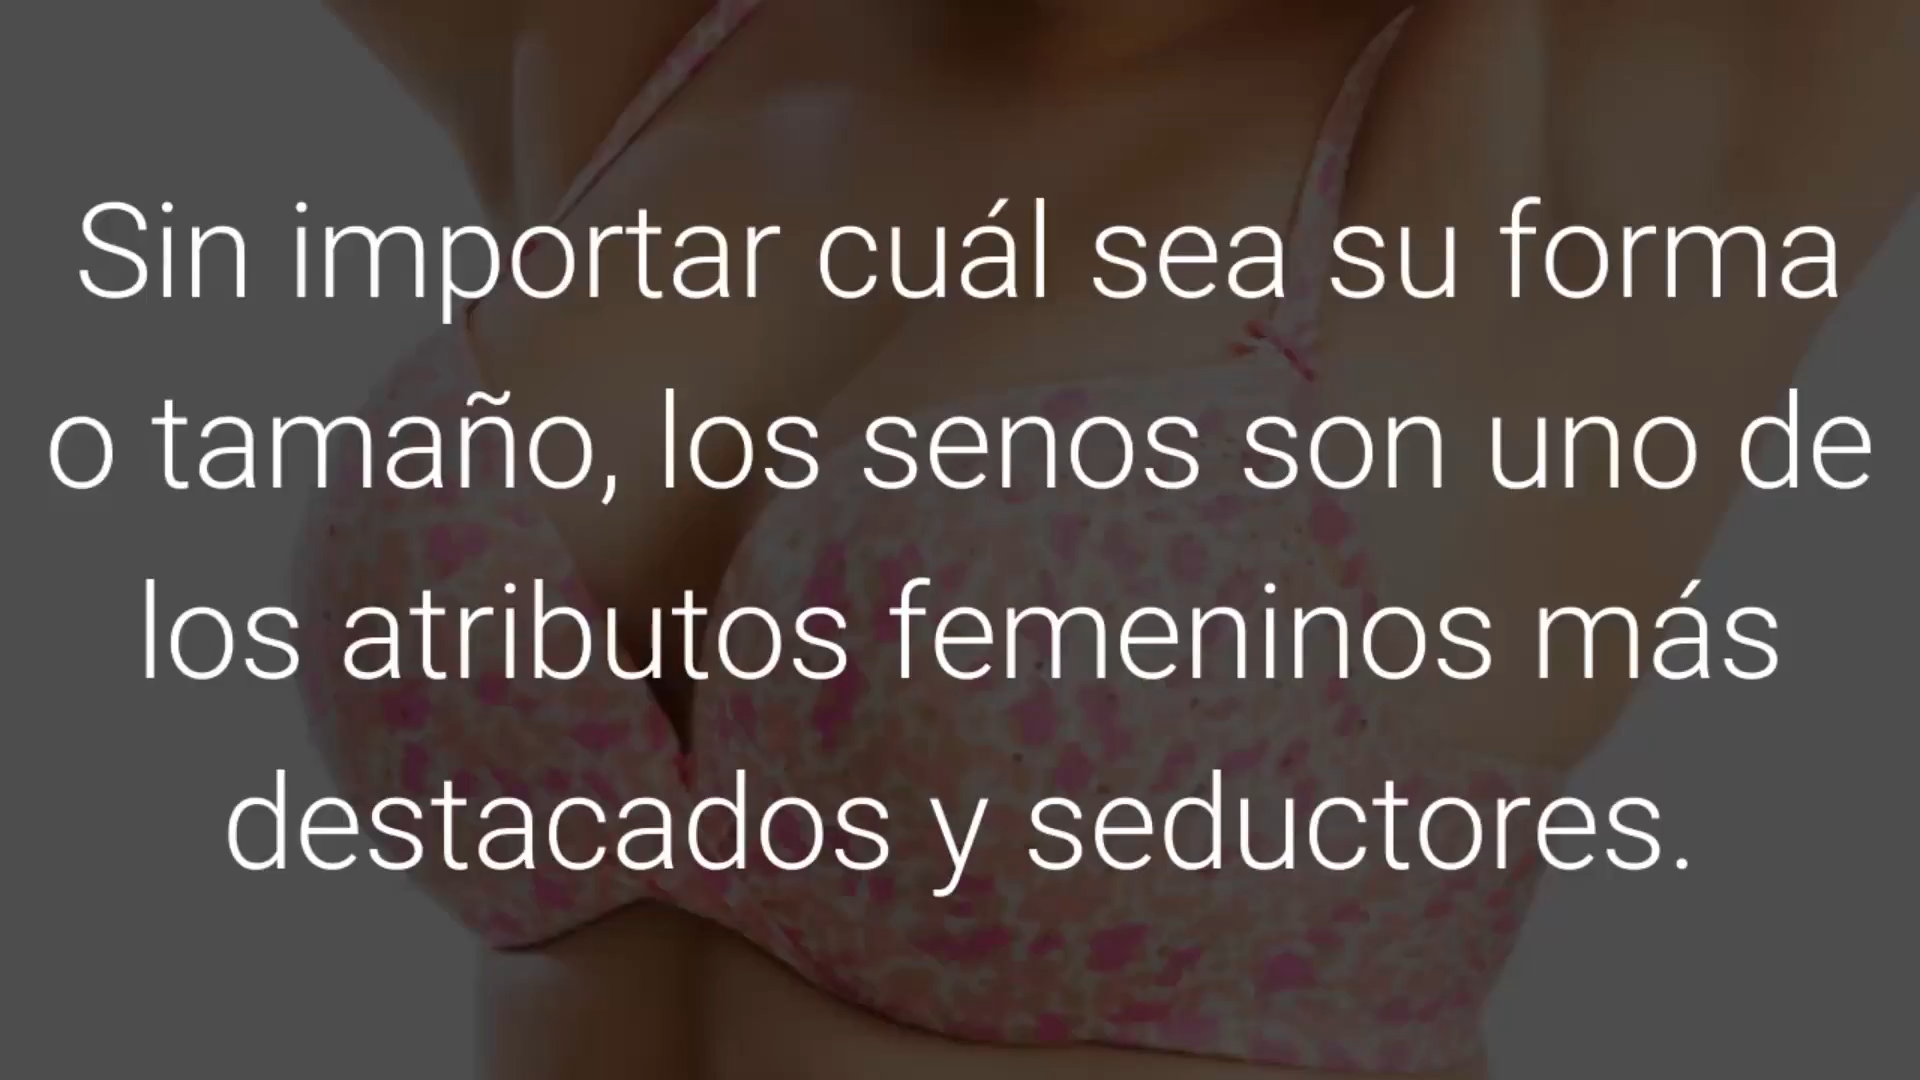 Sin importar cuál sea su forma
o tamaño, los senos son uno de
los atributos femeninos más
destacados y seductores.